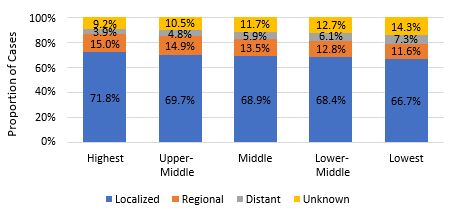 Proportion of Cases
100%
80%
60%
40%
20%
0%
9.2% 10.5% 11.7% 12.7% 14.3%
3.9% 4.8% 5.9% 6.1% 7.3%
15.0% 14.9% 13.5% 12.8% 11.6%
71.8% 69.7% 68.9% 68.4% 66.7%
Highest Upper- Middle Lower- Lowest
Middle Middle
Localized Regional Distant Unknown